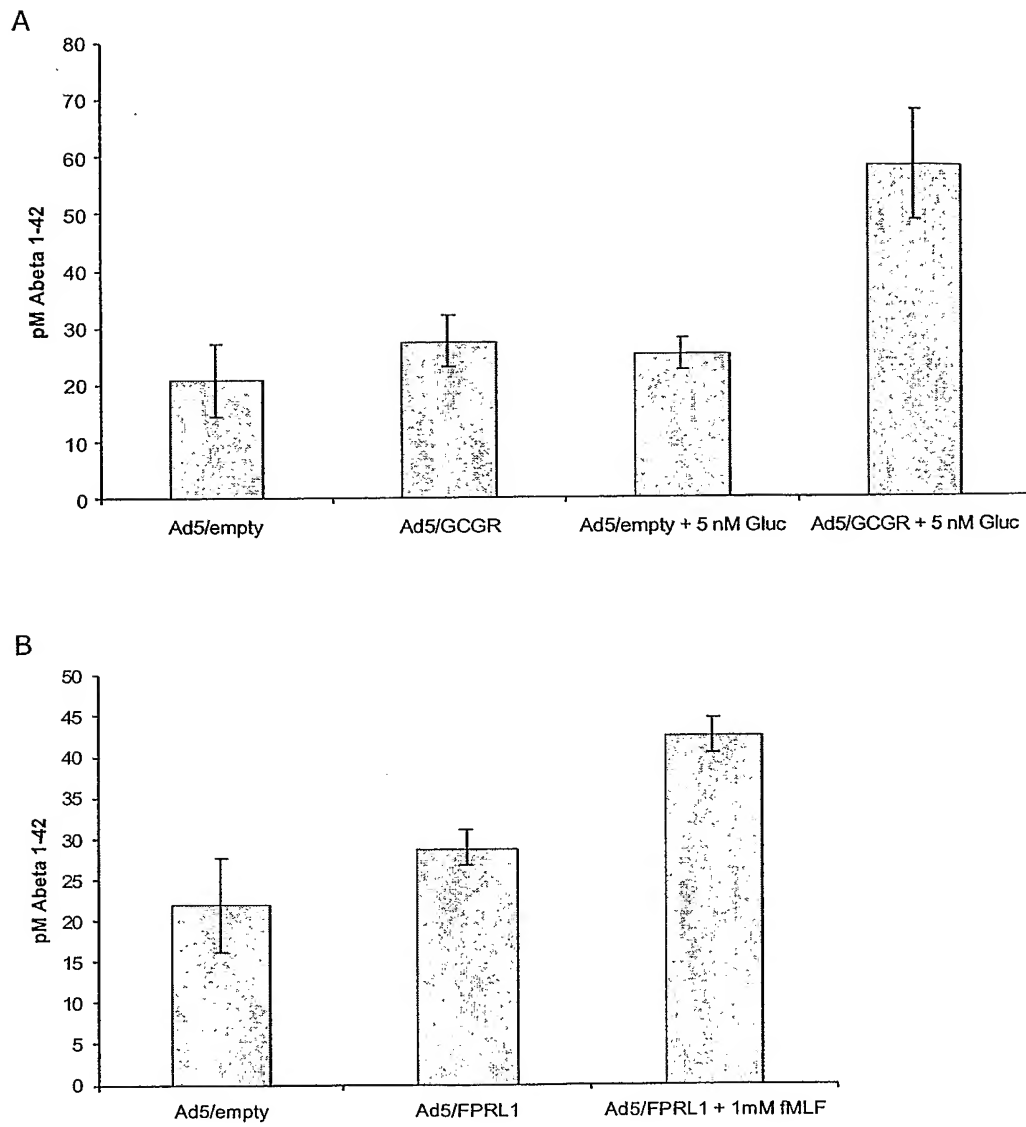 A
80
70
60
50
40
30
20
10
0
pM Abeta 1-42
Ad5/empty
Ad5/GCGR
Ad5/empty + 5 nM Gluc
Ad5/GCGR + 5 nM Gluc
B
50
45
40
35
30
25
20
15
10
5
0
pM Abeta 1-42
Ad5/empty
Ad5/FPRL1
Ad5/FPRL1 + 1mM fMLF